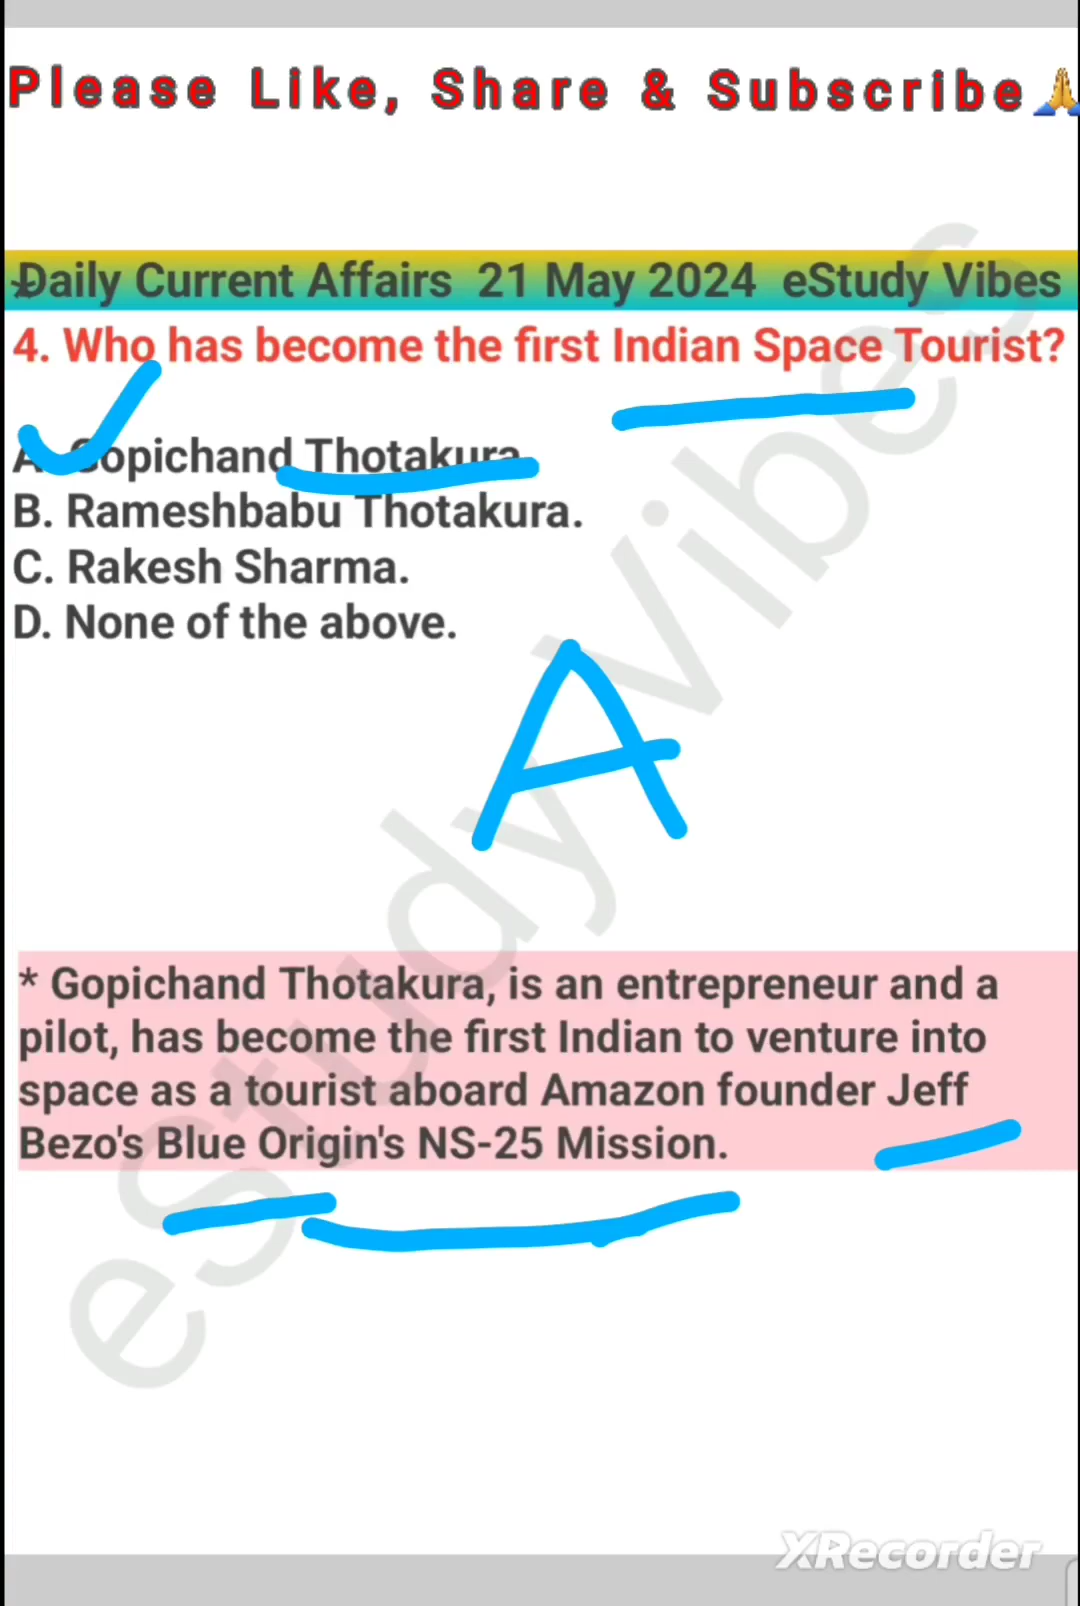 Please Like, Share & Subscribe🙏
Daily Current Affairs 21 May 2024 eStudy Vibes
4. Who has become the first Indian Space Tourist?
A. Gopichand Thotakura
B. Rameshbabu Thotakura.
C. Rakesh Sharma.
D. None of the above.
A
* Gopichand Thotakura, is an entrepreneur and a
pilot, has become the first Indian to venture into
space as a tourist aboard Amazon founder Jeff
Bezo's Blue Origin's NS-25 Mission.
eStudy Vibes
XRecorder